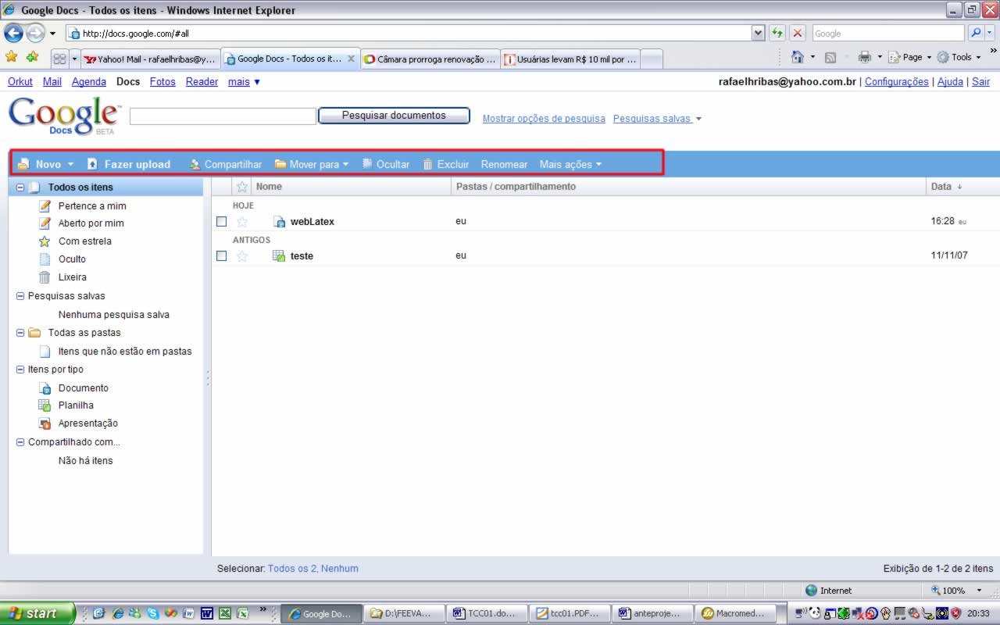 Google Docs - Todos os itens - Windows Internet Explorer
http://docs.google.com/#all
Google
Yahoo! Mail - rafaelhribas@y...
Google Docs - Todos os it...
Câmara prorroga renovação ...
Usuárias levam R$ 10 mil por ...
Page
Tools
Orkut Mail Agenda Docs Fotos Reader mais ▼
rafaelhribas@yahoo.com.br | Configurações | Ajuda | Sair
Google™
Docs BETA
Pesquisar documentos
Mostrar opções de pesquisa
Pesquisas salvas
Novo Fazer upload Compartilhar Mover para Ocultar Excluir Renomear Mais ações
Todos os itens
Pertence a mim
Aberto por mim
Com estrela
Oculto
Lixeira
Pesquisas salvas
Nenhuma pesquisa salva
Todas as pastas
Itens que não estão em pastas
Itens por tipo
Documento
Planilha
Apresentação
Compartilhado com...
Não há itens
Nome Pastas / compartilhamento Data ↓
HOJE
webLatex eu 16:28 eu
ANTIGOS
teste eu 11/11/07
Selecionar: Todos os 2, Nenhum
Exibição de 1-2 de 2 itens
Internet
100%
start
Google Do...
D:\FEEVA...
TCC01.do...
tcc01.PDF...
anteproje...
Macromed...
20:33